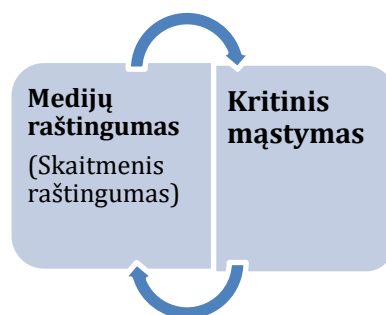 Medijų
raštingumas
(Skaitmenis
raštingumas)
Kritinis
mąstymas